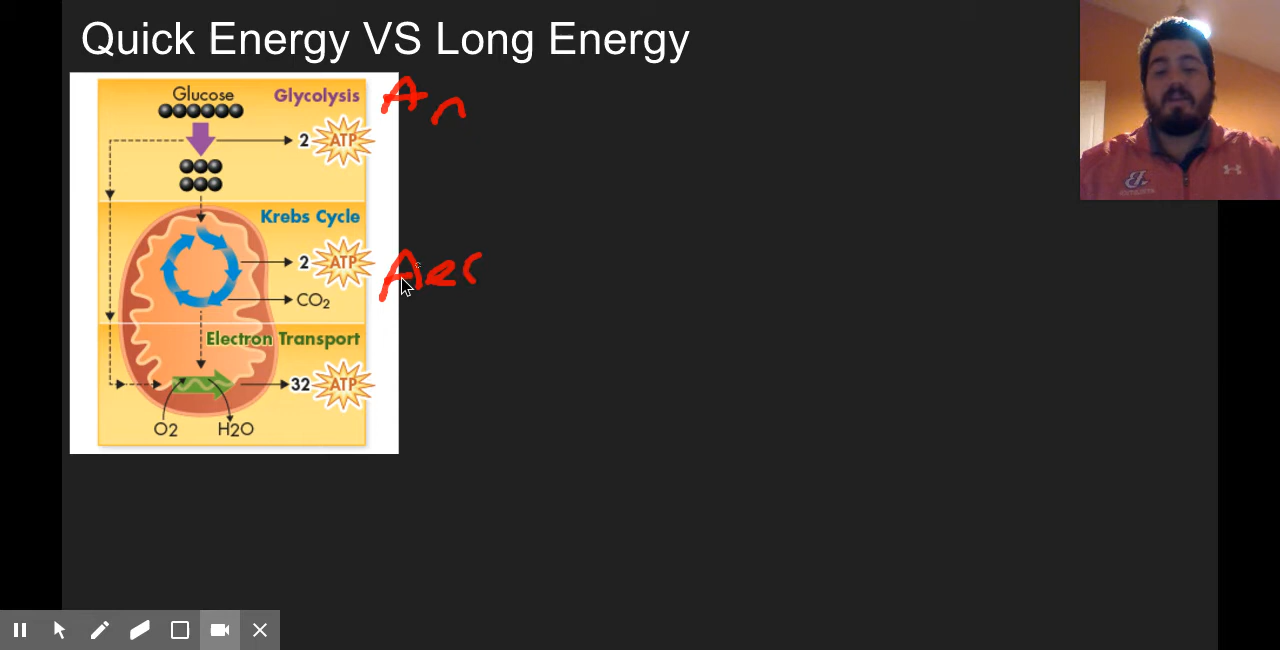 Quick Energy VS Long Energy
Glucose
Glycolysis
An
2 ATP
Krebs Cycle
2 ATP
Aer
CO2
Electron Transport
32 ATP
O2
H2O